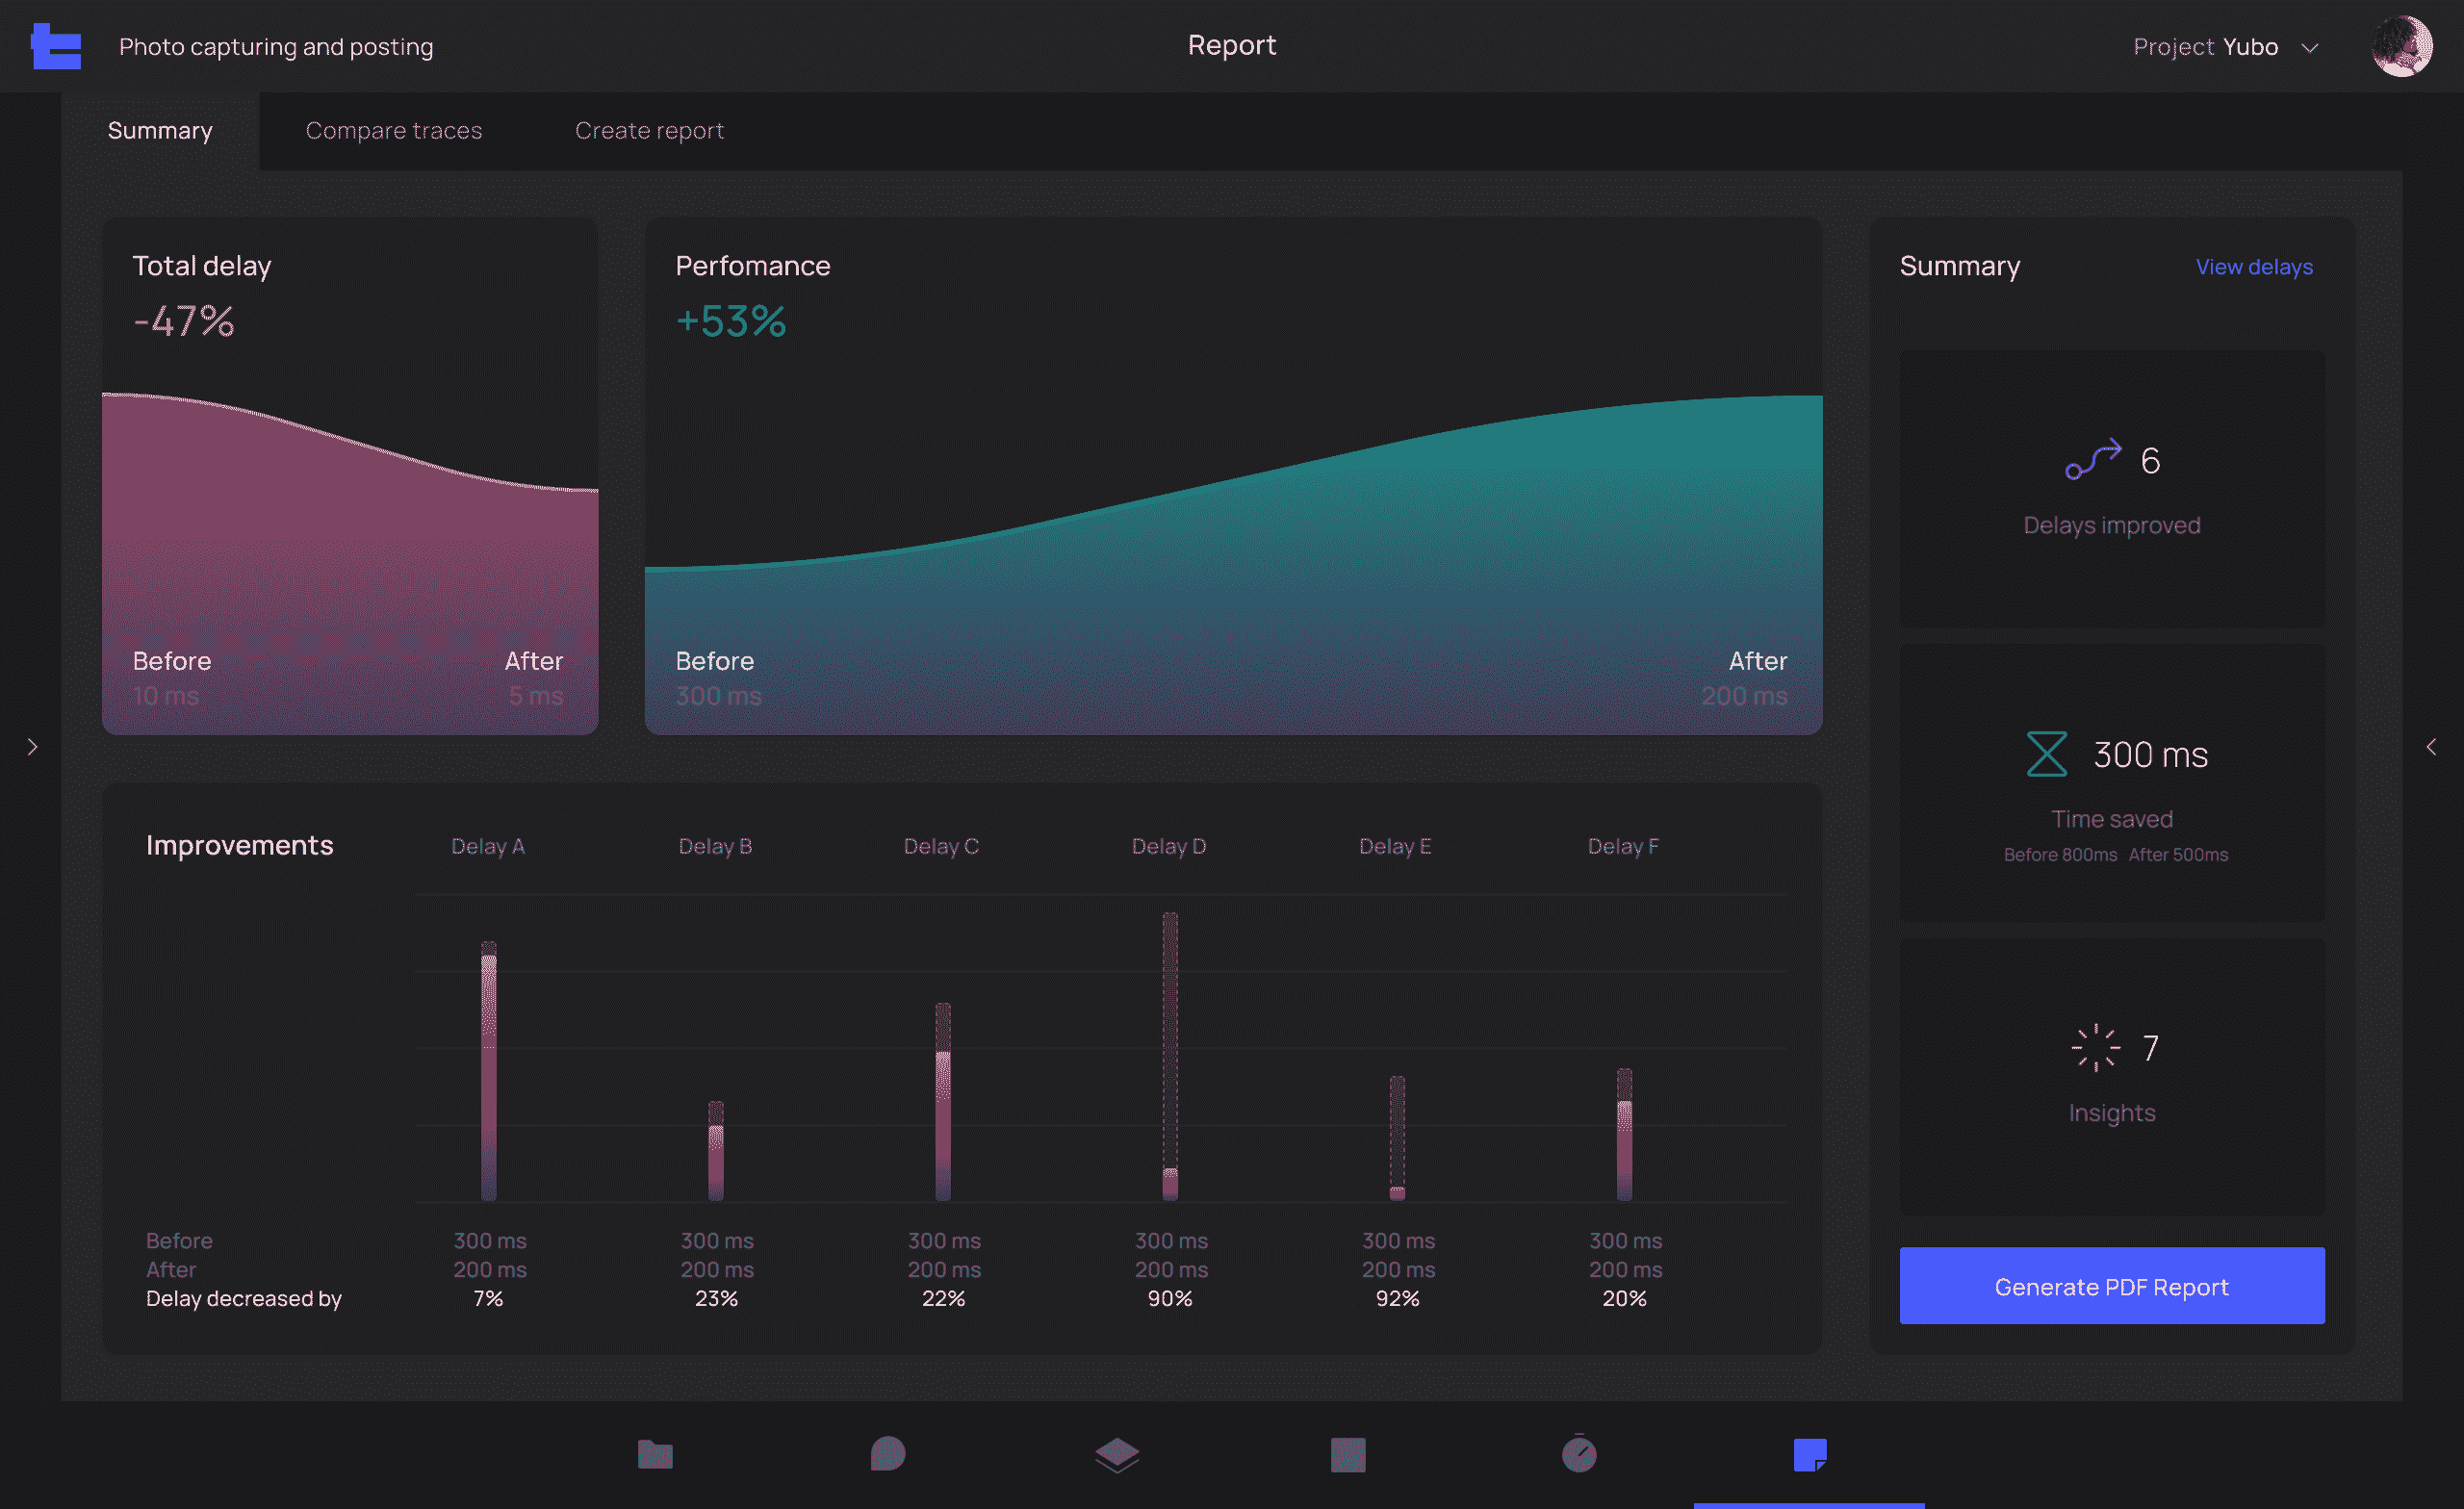 Photo capturing and posting
Report
Project Yubo
Summary
Compare traces
Create report
Total delay
-47%
Before
After
10 ms
5 ms
Perfomance
+53%
Before
After
300 ms
200 ms
Summary
View delays
6
Delays improved
300 ms
Time saved
Before 800ms After 500ms
7
Insights
Generate PDF Report
Improvements
Delay A Delay B Delay C Delay D Delay E Delay F
Before 300 ms 300 ms 300 ms 300 ms 300 ms 300 ms
After 200 ms 200 ms 200 ms 200 ms 200 ms 200 ms
Delay decreased by 7% 23% 22% 90% 92% 20%